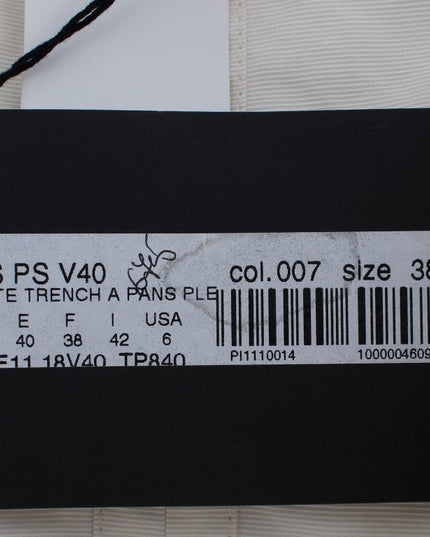 S PS V40 col.007 size 38
TE TRENCH A PANS PLE
E F I USA
40 38 42 6
F11 18V40 TP840
PI1110014 1000004609